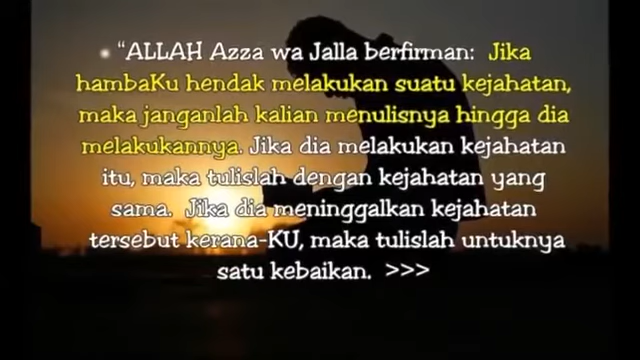 • "ALLAH Azza wa Jalla berfirman: Jika
hambaKu hendak melakukan suatu kejahatan,
maka janganlah kalian menulisnya hingga dia
melakukannya. Jika dia melakukan kejahatan
itu, maka tulislah dengan kejahatan yang
sama. Jika dia meninggalkan kejahatan
tersebut kerana-KU, maka tulislah untuknya
satu kebaikan. >>>